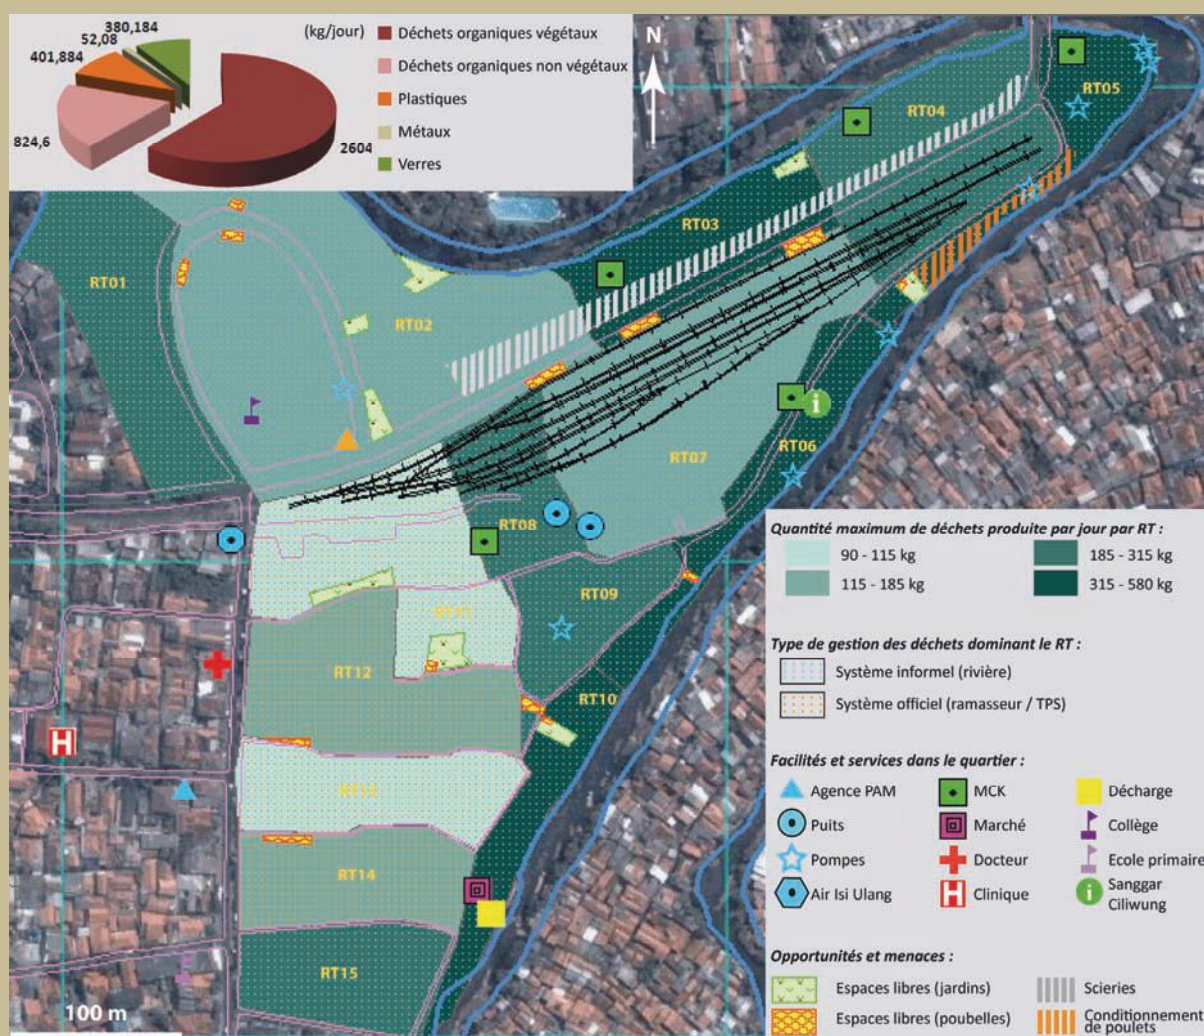 380,184
52,08
401,884
824,6
2604
(kg/jour)
Déchets organiques végétaux
Déchets organiques non végétaux
Plastiques
Métaux
Verres
N
RT05
RT04
RT03
RT01
RT02
RT06
RT07
RT08
RT09
RT11
RT12
RT10
RT13
RT14
RT15
H
i
100 m
Quantité maximum de déchets produite par jour par RT :
90 - 115 kg
185 - 315 kg
115 - 185 kg
315 - 580 kg
Type de gestion des déchets dominant le RT :
Système informel (rivière)
Système officiel (ramasseur / TPS)
Facilités et services dans le quartier :
Agence PAM
MCK
Décharge
Puits
Marché
Collège
Pompes
Docteur
Ecole primaire
Air Isi Ulang
H Clinique
i Sanggar
Ciliwung
Opportunités et menaces :
Espaces libres (jardins)
Scieries
Espaces libres (poubelles)
Conditionnement
de poulets